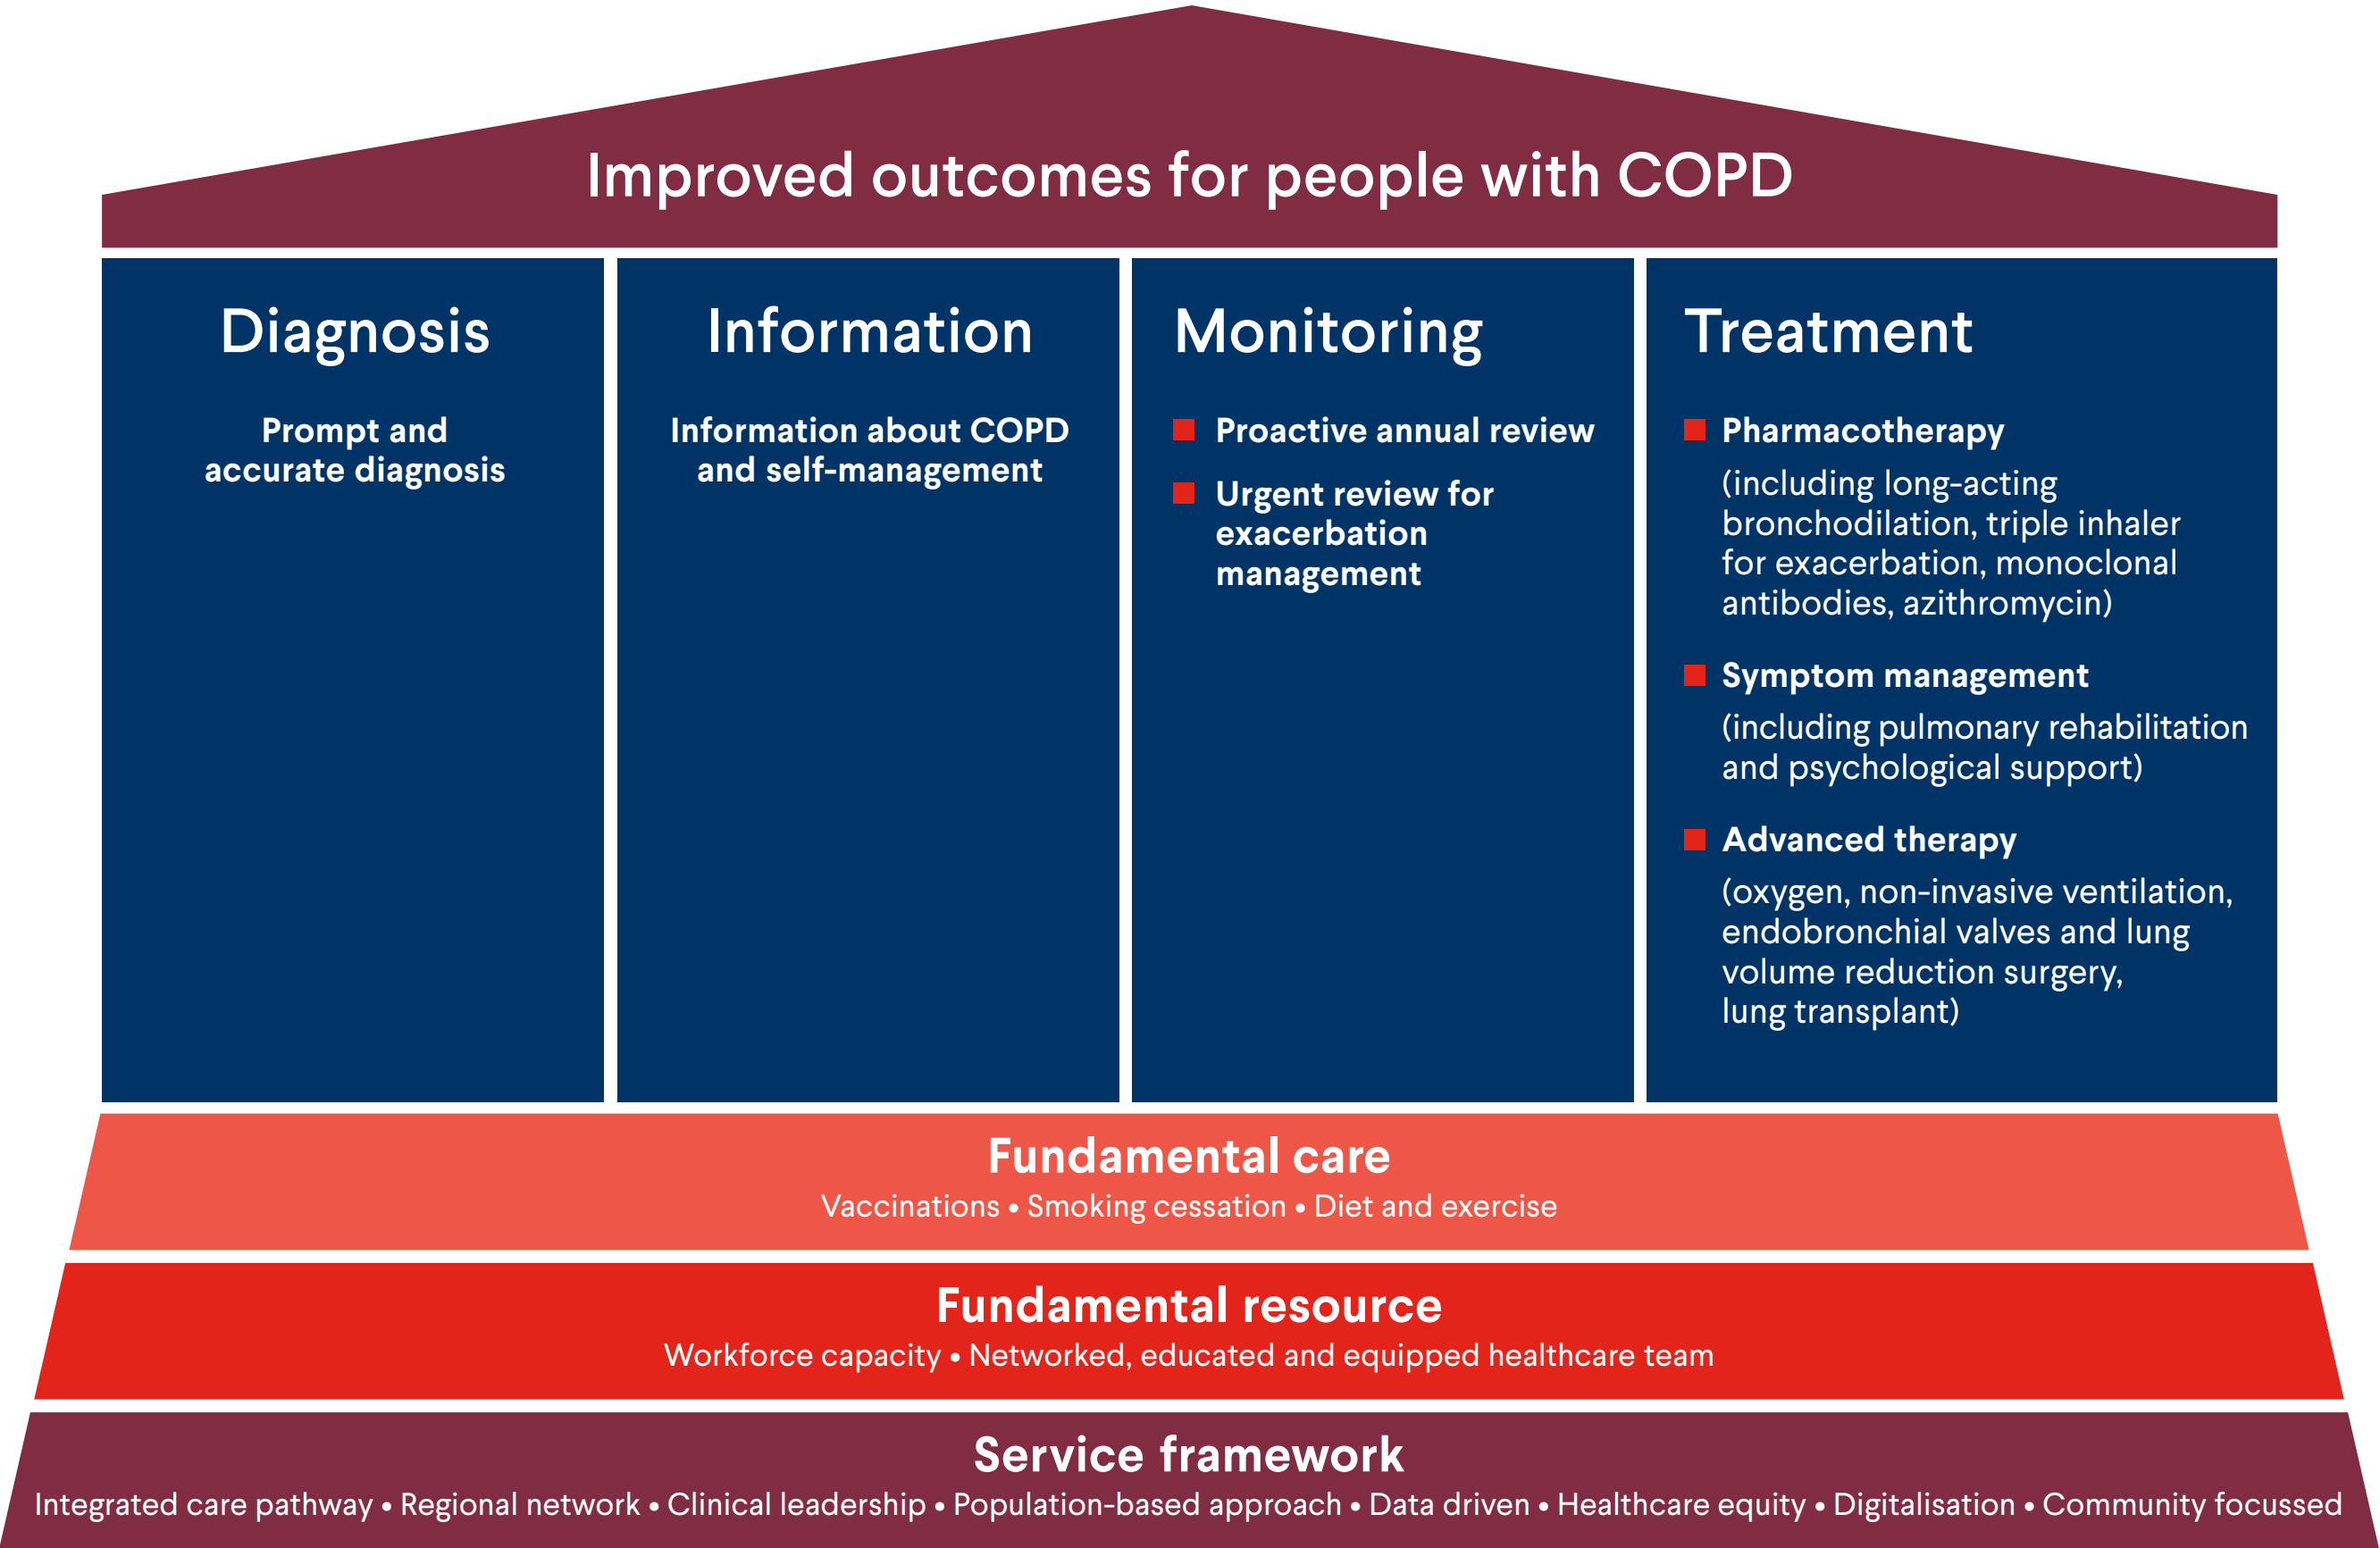 Improved outcomes for people with COPD
Diagnosis
Prompt and
accurate diagnosis
Information
Information about COPD
and self-management
Monitoring
Proactive annual review
Urgent review for
exacerbation
management
Treatment
Pharmacotherapy
(including long-acting
bronchodilation, triple inhaler
for exacerbation, monoclonal
antibodies, azithromycin)
Symptom management
(including pulmonary rehabilitation
and psychological support)
Advanced therapy
(oxygen, non-invasive ventilation,
endobronchial valves and lung
volume reduction surgery,
lung transplant)
Fundamental care
Vaccinations • Smoking cessation • Diet and exercise
Fundamental resource
Workforce capacity • Networked, educated and equipped healthcare team
Service framework
Integrated care pathway • Regional network • Clinical leadership • Population-based approach • Data driven • Healthcare equity • Digitalisation • Community focussed